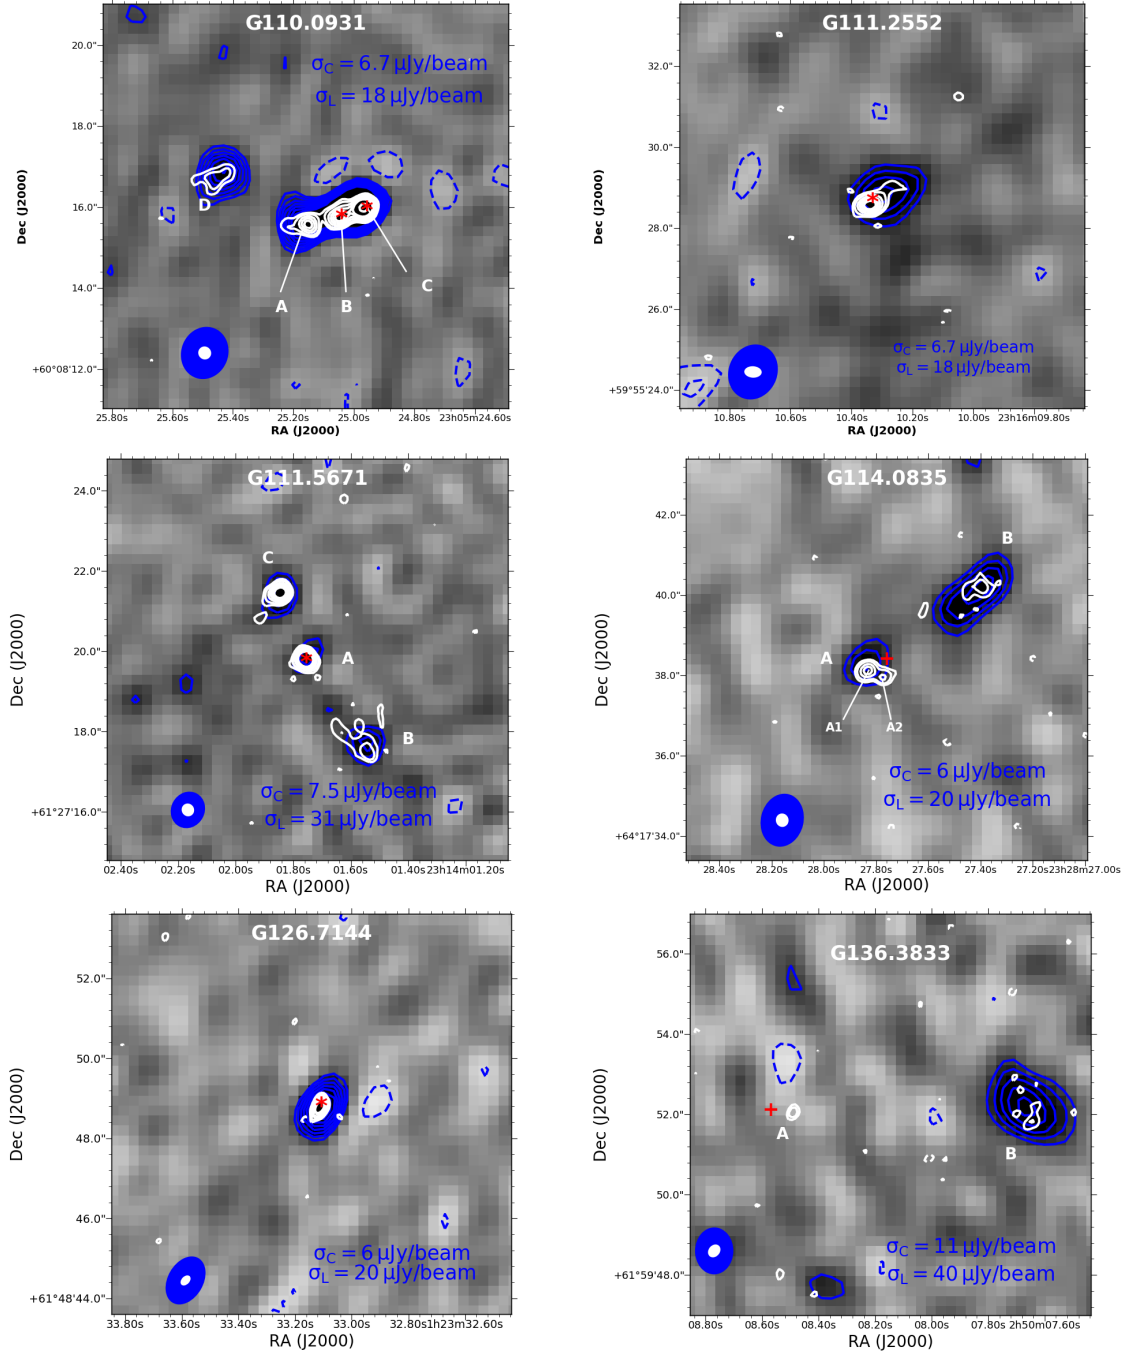 G110.0931
σC = 6.7 μJy/beam
σL = 18 μJy/beam
20.0"
18.0"
16.0"
14.0"
+60°08'12.0"
Dec (J2000)
D
A
B
C
25.80s
25.60s
25.40s
25.20s
25.00s
24.80s
23h05m24.60s
RA (J2000)
G111.2552
32.0"
30.0"
28.0"
26.0"
+59°55'24.0"
Dec (J2000)
σC = 6.7 μJy/beam
σL = 18 μJy/beam
10.80s
10.60s
10.40s
10.20s
10.00s
23h16m09.80s
RA (J2000)
G111.5671
24.0"
22.0"
20.0"
18.0"
+61°27'16.0"
Dec (J2000)
C
A
B
σC = 7.5 μJy/beam
σL = 31 μJy/beam
02.40s
02.20s
02.00s
01.80s
01.60s
01.40s
23h14m01.20s
RA (J2000)
G114.0835
42.0"
40.0"
38.0"
36.0"
+64°17'34.0"
Dec (J2000)
B
A
A1
A2
σC = 6 μJy/beam
σL = 20 μJy/beam
28.40s
28.20s
28.00s
27.80s
27.60s
27.40s
27.20s
23h28m27.00s
RA (J2000)
G126.7144
52.0"
50.0"
48.0"
46.0"
+61°48'44.0"
Dec (J2000)
σC = 6 μJy/beam
σL = 20 μJy/beam
33.80s
33.60s
33.40s
33.20s
33.00s
32.80s
1h23m32.60s
RA (J2000)
G136.3833
56.0"
54.0"
52.0"
50.0"
+61°59'48.0"
Dec (J2000)
A
B
σC = 11 μJy/beam
σL = 40 μJy/beam
08.80s
08.60s
08.40s
08.20s
08.00s
07.80s
2h50m07.60s
RA (J2000)